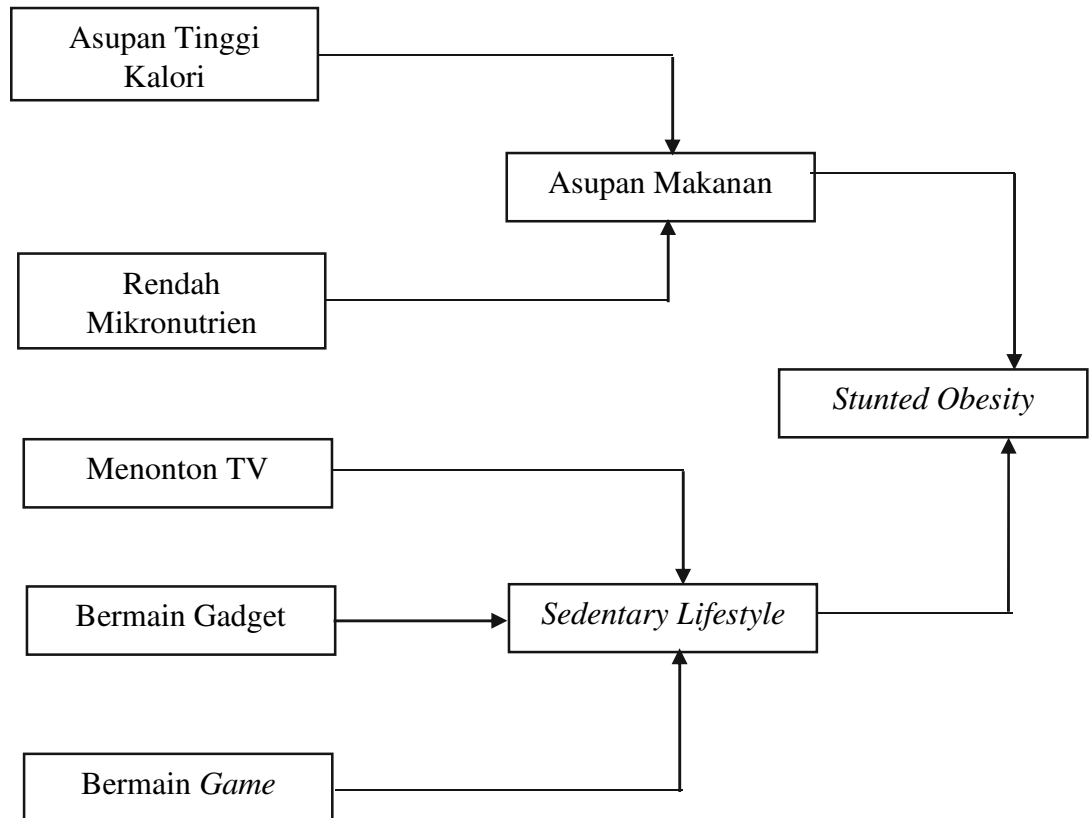 Asupan Tinggi
Kalori
Asupan Makanan
Rendah
Mikronutrien
Stunted Obesity
Menonton TV
Bermain Gadget
Sedentary Lifestyle
Bermain Game